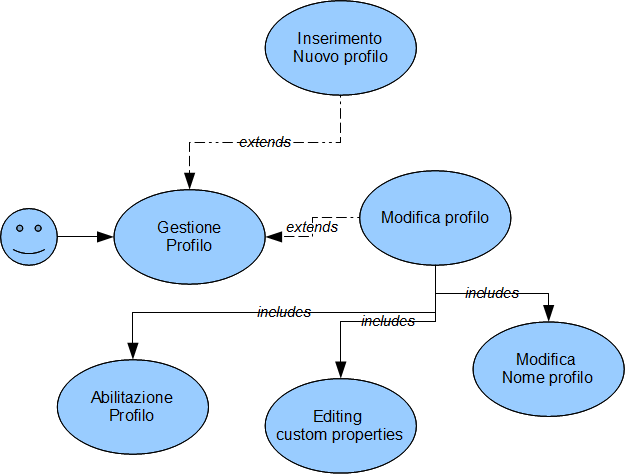 Inserimento
Nuovo profilo
extends
Gestione
Profilo
extends
Modifica profilo
includes
includes
includes
Abilitazione
Profilo
Editing
custom properties
Modifica
Nome profilo